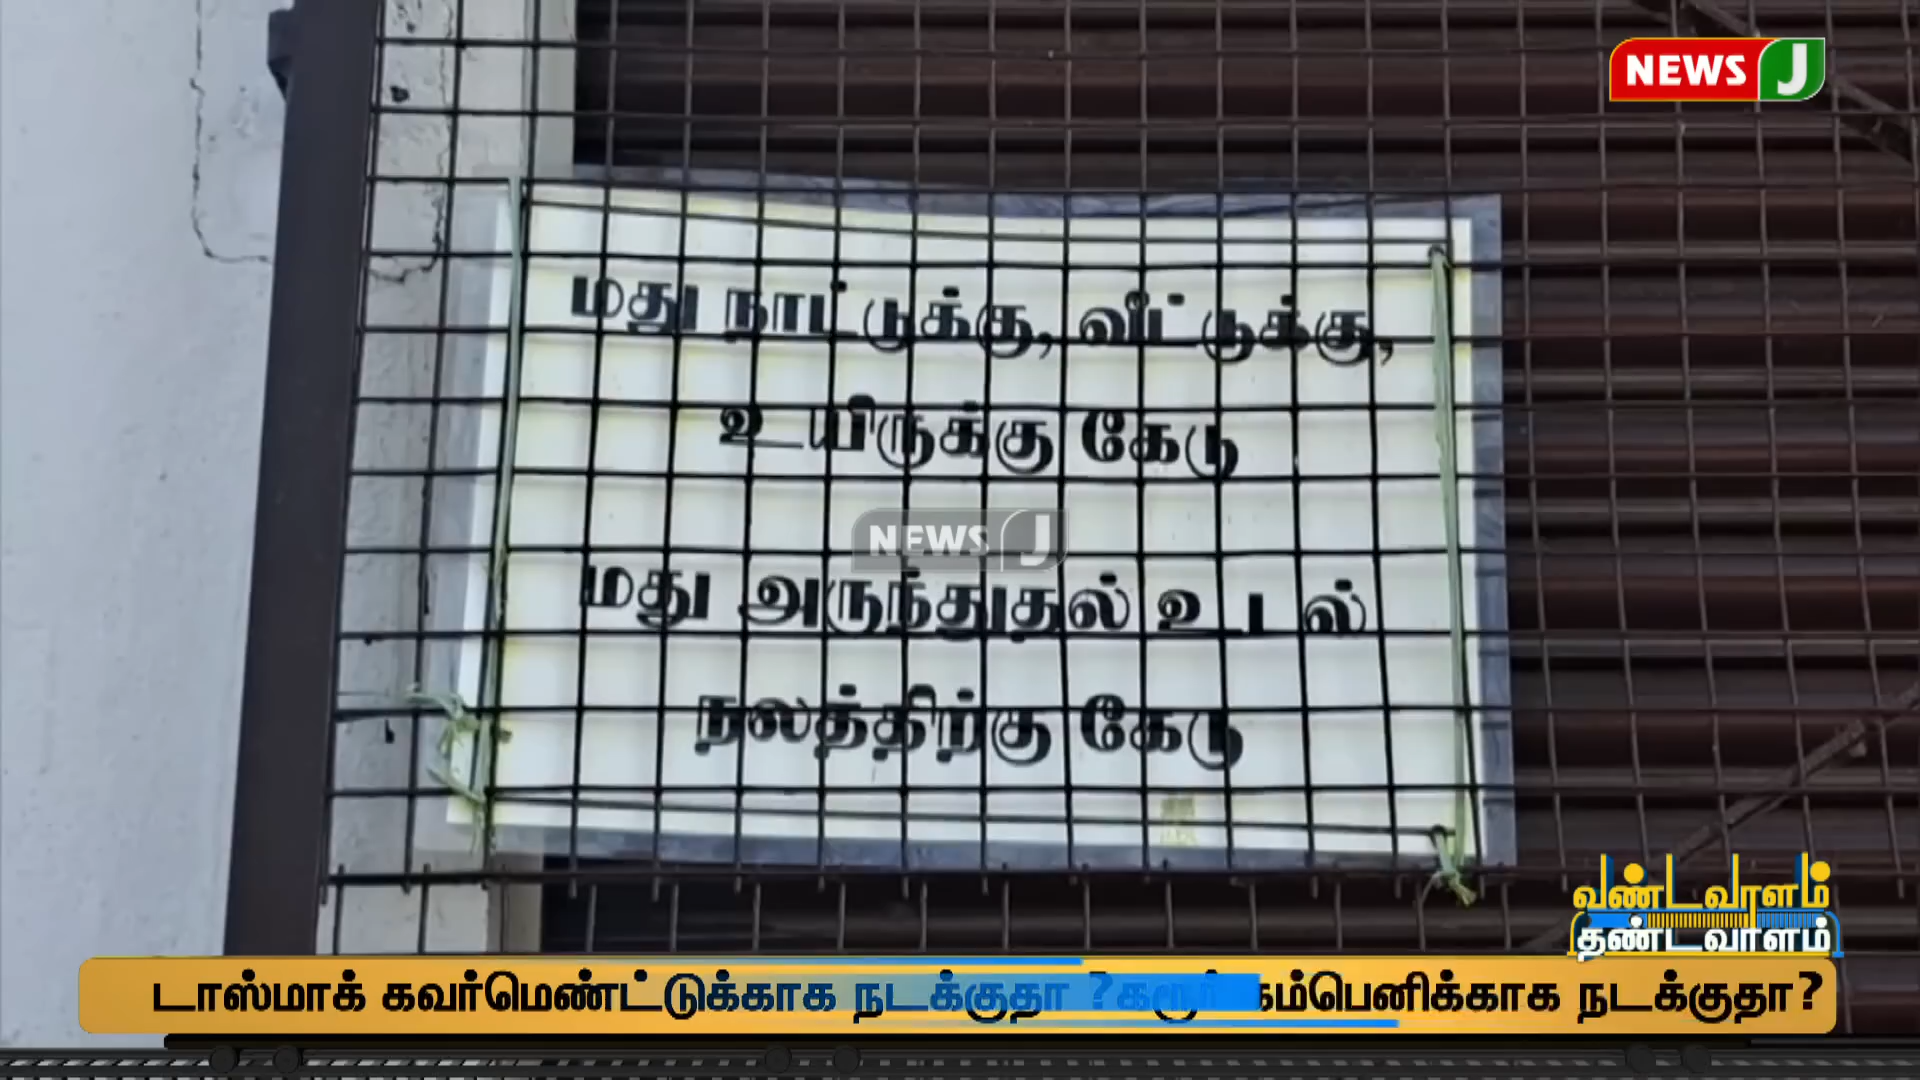 NEWS J
மது நாட்டுக்கு, வீட்டுக்கு,
உயிருக்கு கேடு
NEWS J
மது அருந்துதல் உடல்
நலத்திற்கு கேடு
வண்டவாளம்
தண்டவாளம்
டாஸ்மாக் கவர்மெண்ட்டுக்காக நடக்குதா ?கரூர் கம்பெனிக்காக நடக்குதா?